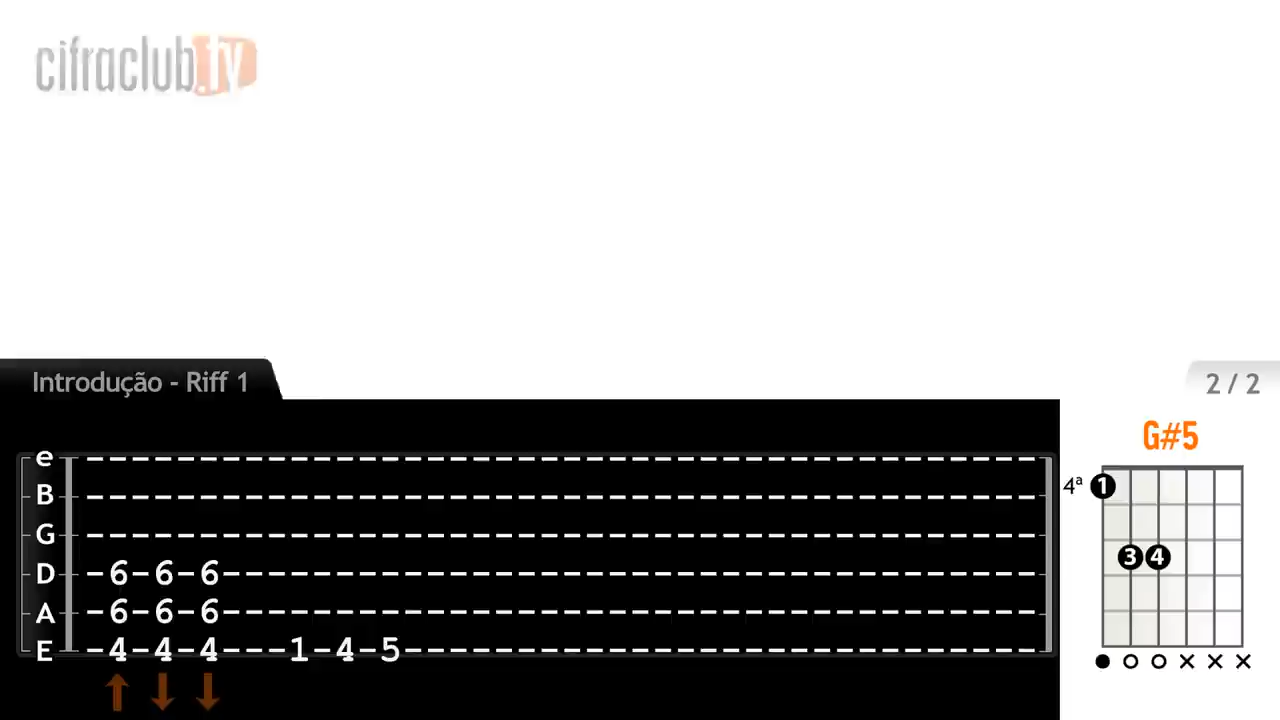 cifraclub.tv
Introdução - Riff 1
2 / 2
G#5
e
B
G
D -6-6-6-
A -6-6-6-
E -4-4-4---1-4-5-
4ª
1
3 4